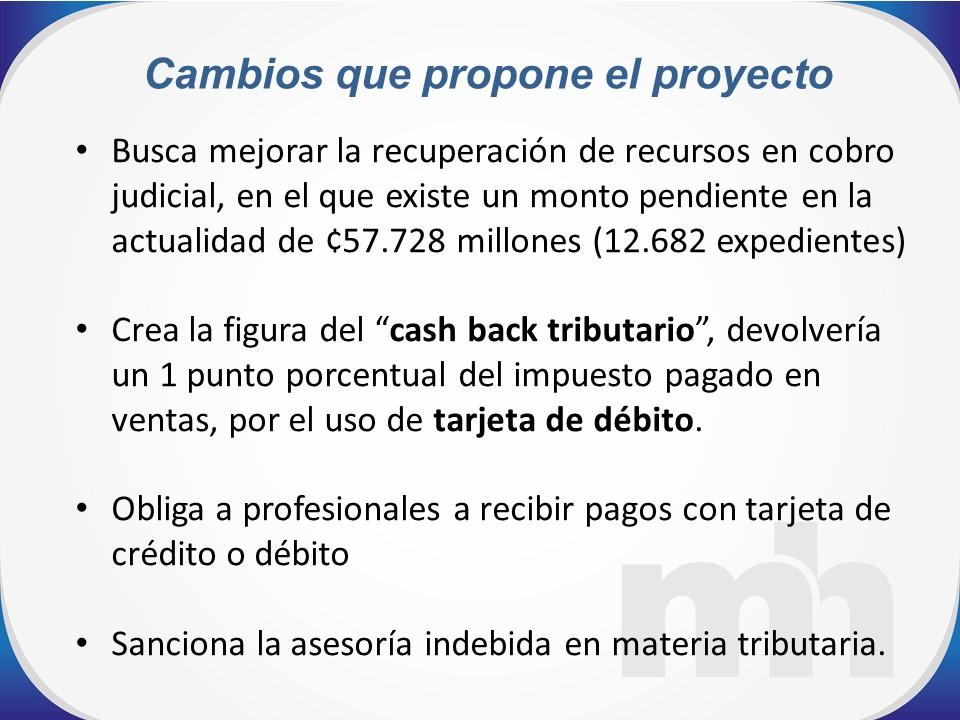 Cambios que propone el proyecto
• Busca mejorar la recuperación de recursos en cobro
judicial, en el que existe un monto pendiente en la
actualidad de ¢57.728 millones (12.682 expedientes)
• Crea la figura del “cash back tributario”, devolvería
un 1 punto porcentual del impuesto pagado en
ventas, por el uso de tarjeta de débito.
• Obliga a profesionales a recibir pagos con tarjeta de
crédito o débito
• Sanciona la asesoría indebida en materia tributaria.
mh